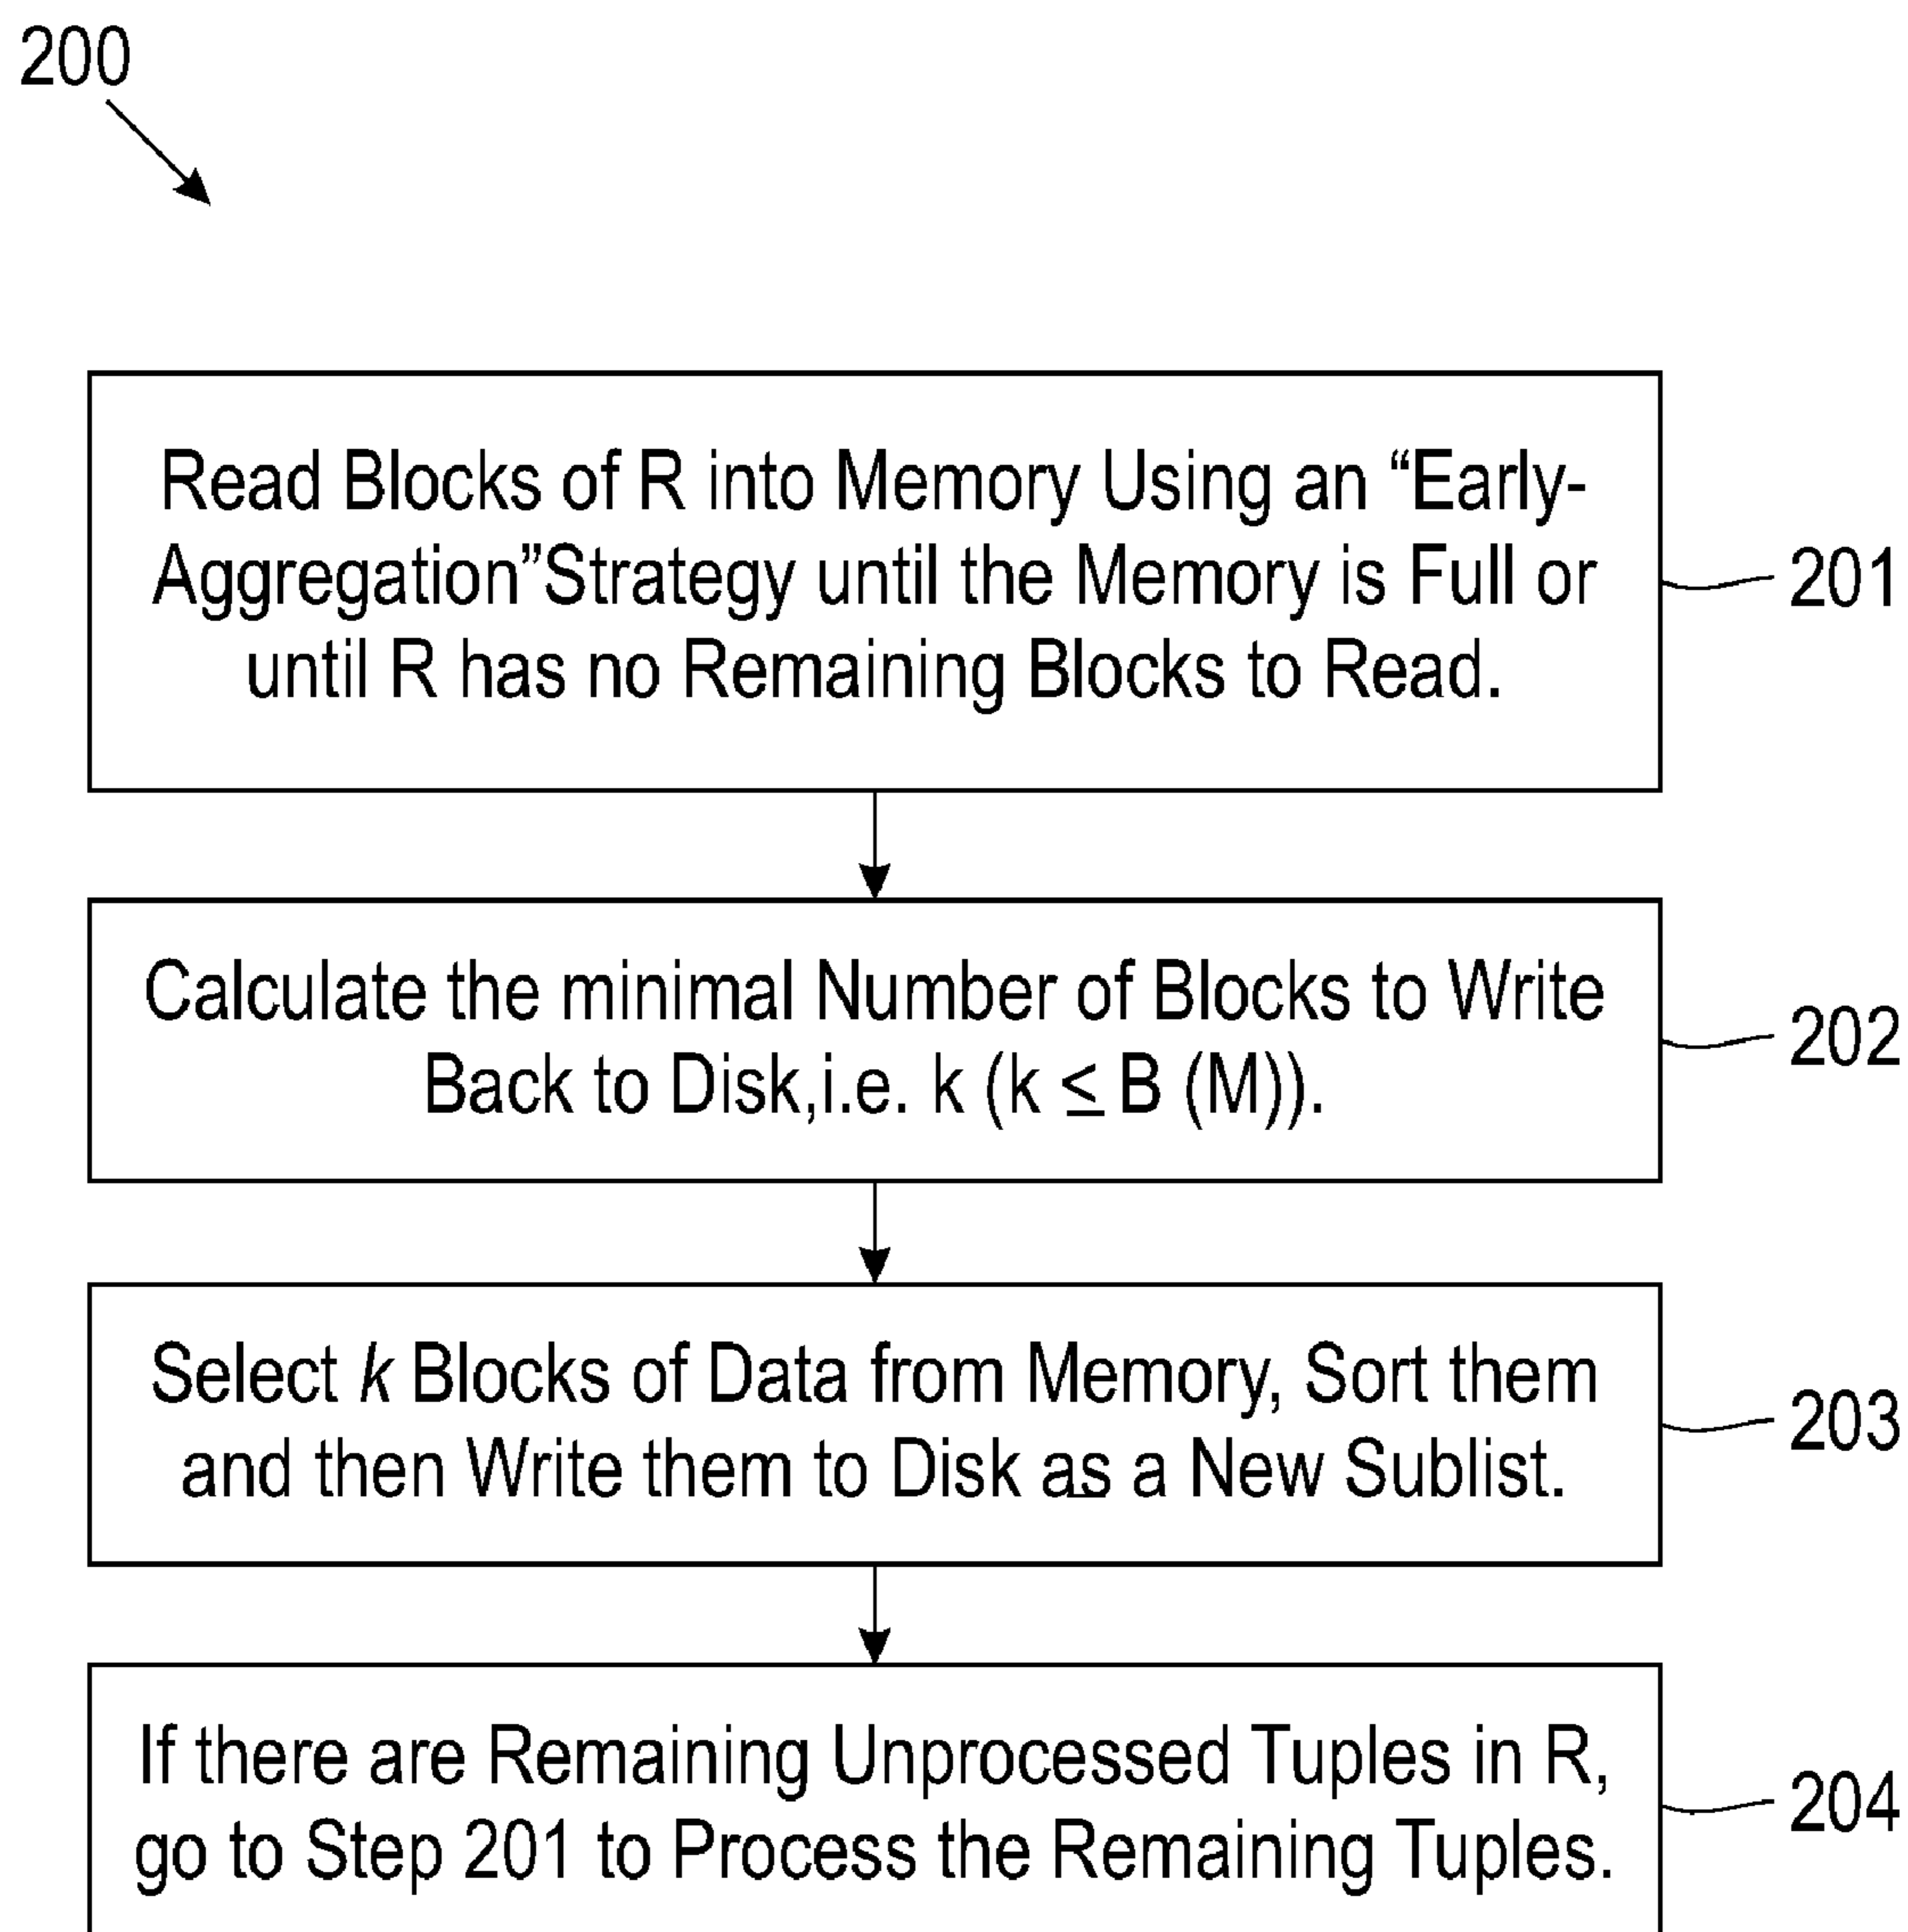 200
Read Blocks of R into Memory Using an “Early-
Aggregation”Strategy until the Memory is Full or
until R has no Remaining Blocks to Read.
201
Calculate the minimal Number of Blocks to Write
Back to Disk,i.e. k (k ≤ B (M)).
202
Select k Blocks of Data from Memory, Sort them
and then Write them to Disk as a New Sublist.
203
If there are Remaining Unprocessed Tuples in R,
go to Step 201 to Process the Remaining Tuples.
204